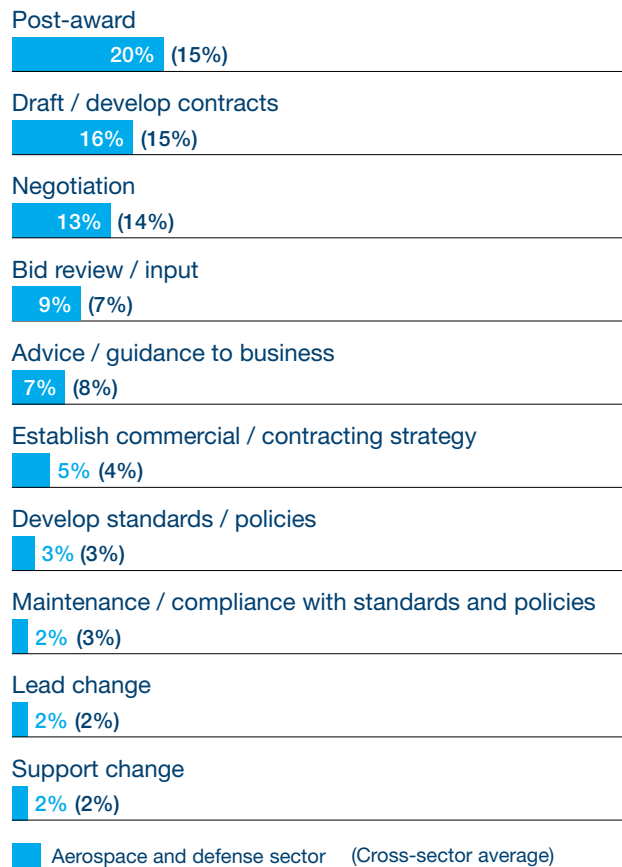 Post-award
20% (15%)
Draft / develop contracts
16% (15%)
Negotiation
13% (14%)
Bid review / input
9% (7%)
Advice / guidance to business
7% (8%)
Establish commercial / contracting strategy
5% (4%)
Develop standards / policies
3% (3%)
Maintenance / compliance with standards and policies
2% (3%)
Lead change
2% (2%)
Support change
2% (2%)
Aerospace and defense sector (Cross-sector average)